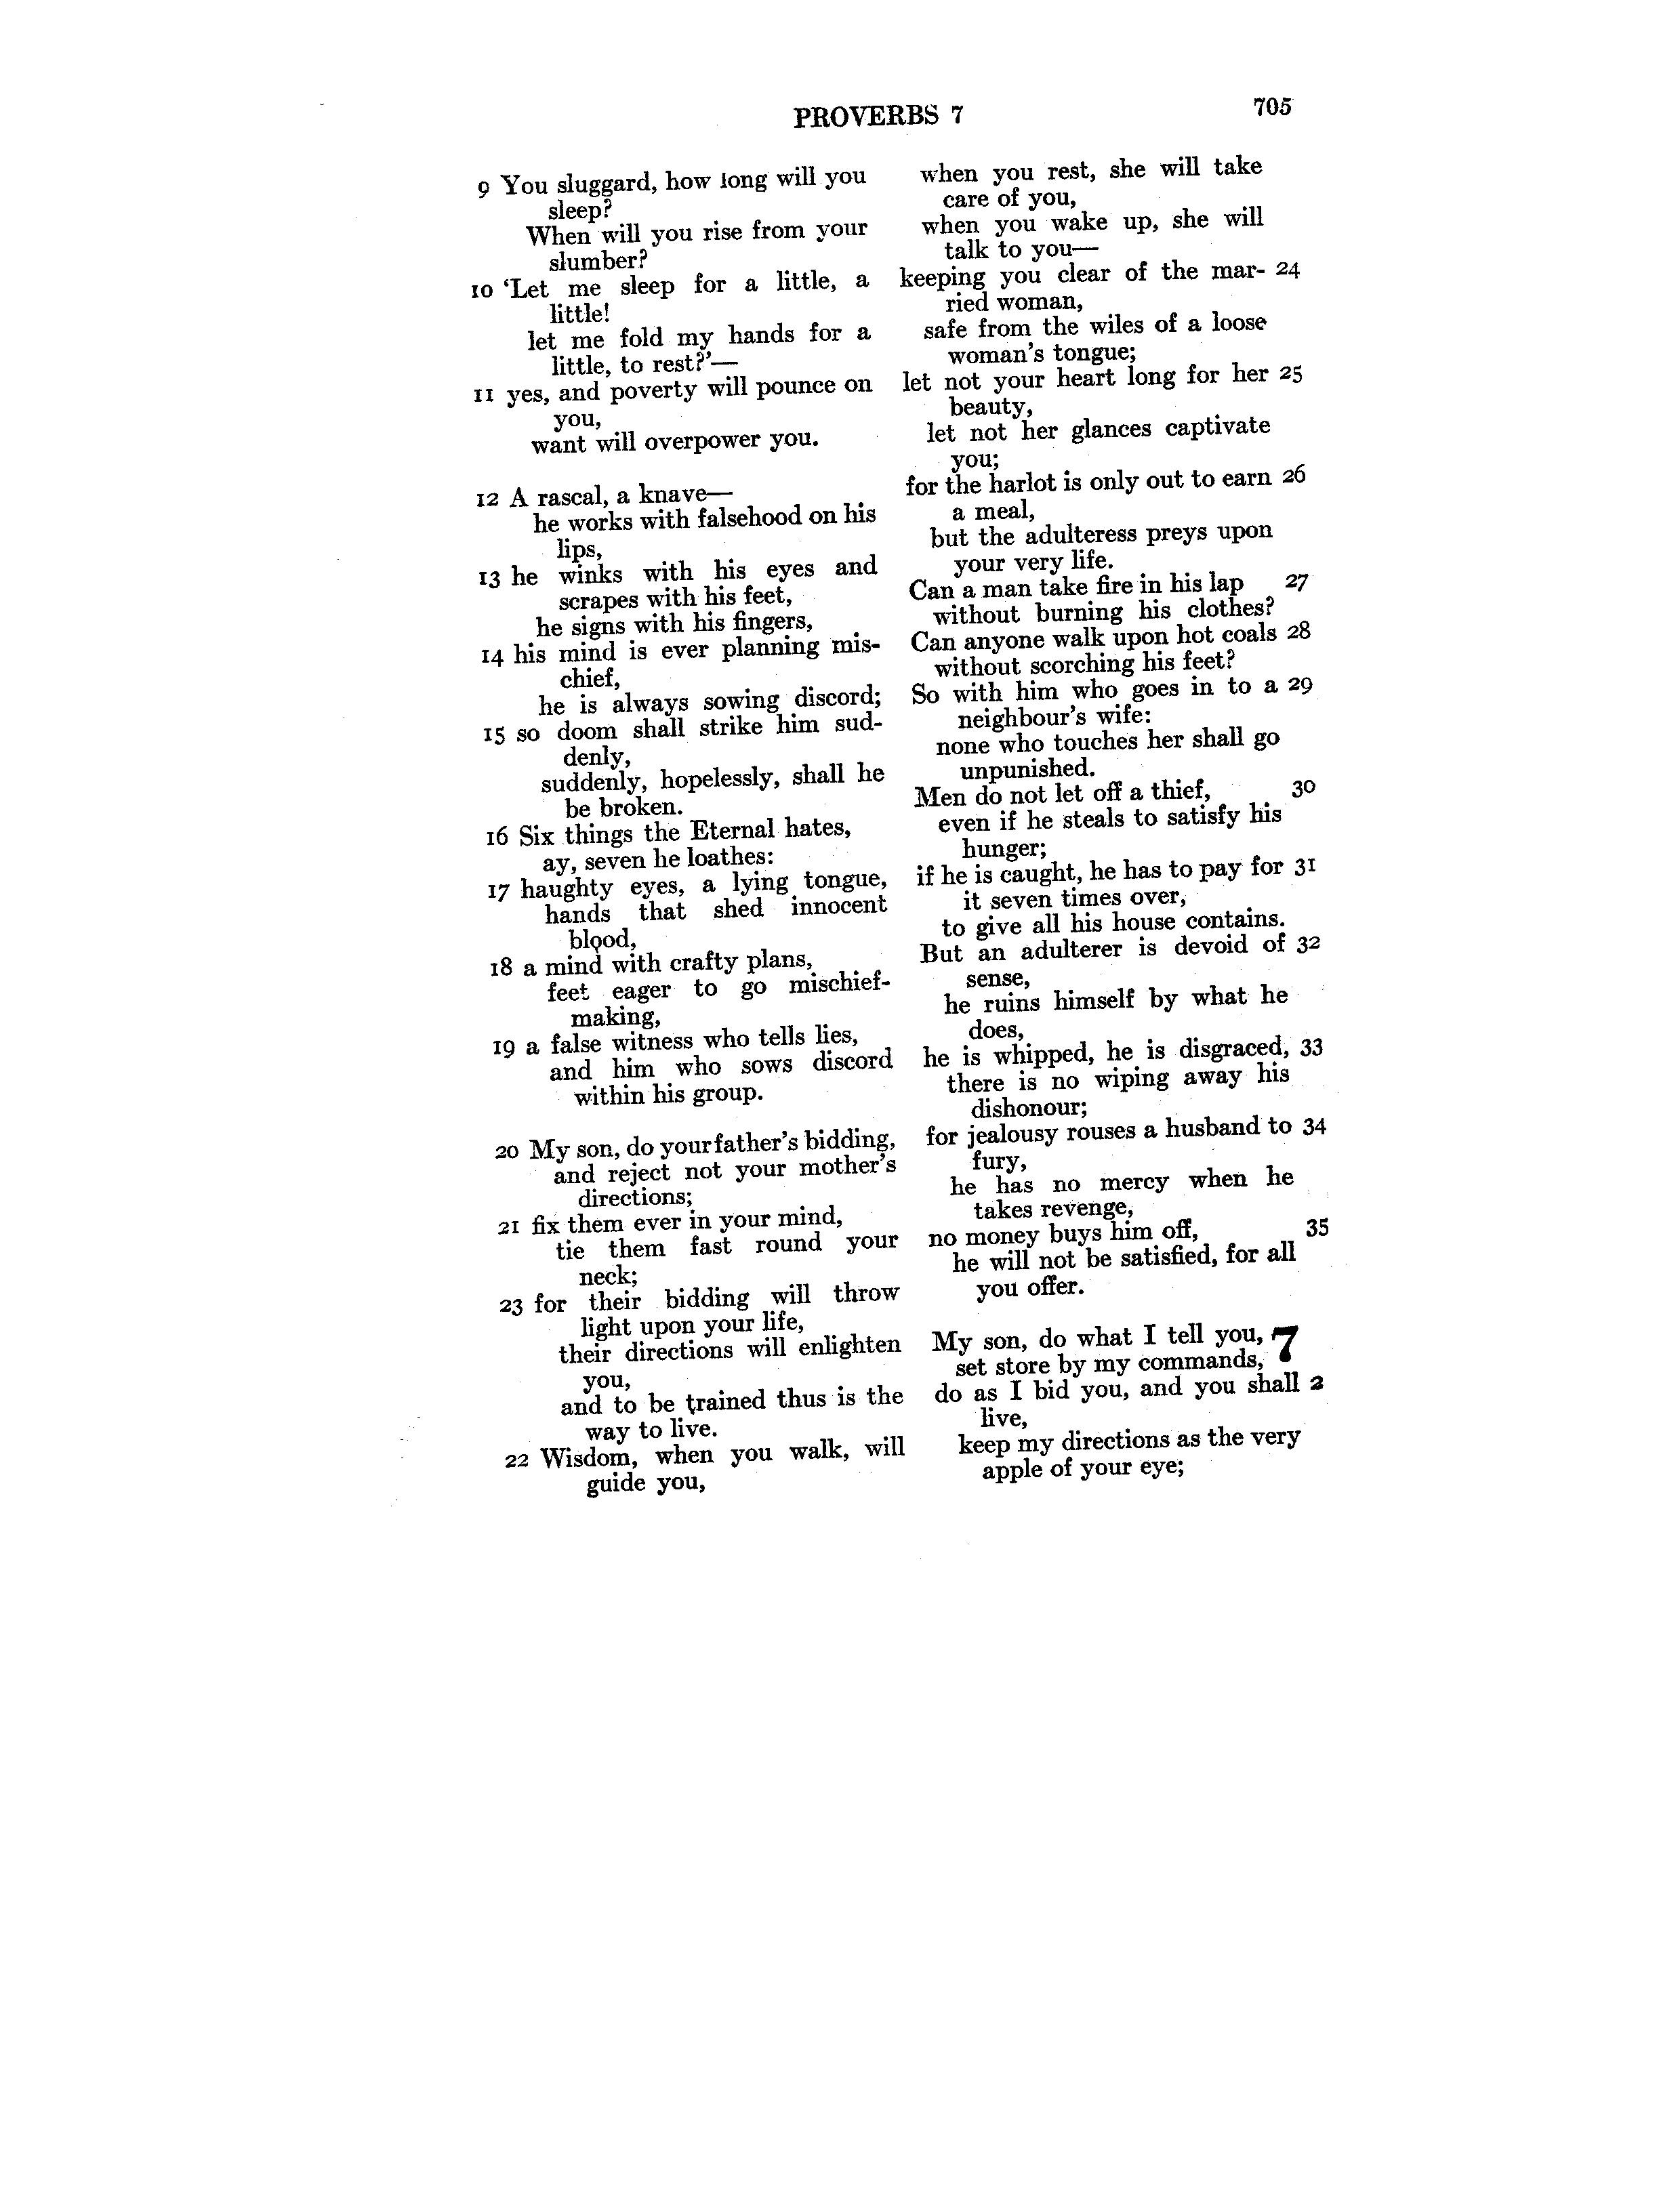 PROVERBS 7
705
9 You sluggard, how long will you
sleep?
When will you rise from your
slumber?
10 ‘Let me sleep for a little, a
little!
let me fold my hands for a
little, to rest?’—
11 yes, and poverty will pounce on
you,
want will overpower you.
12 A rascal, a knave—
he works with falsehood on his
lips,
13 he winks with his eyes and
scrapes with his feet,
he signs with his fingers,
14 his mind is ever planning mis-
chief,
he is always sowing discord;
15 so doom shall strike him sud-
denly,
suddenly, hopelessly, shall he
be broken.
16 Six things the Eternal hates,
ay, seven he loathes:
17 haughty eyes, a lying tongue,
hands that shed innocent
blood,
18 a mind with crafty plans,
feet eager to go mischief-
making,
19 a false witness who tells lies,
and him who sows discord
within his group.
20 My son, do your father’s bidding,
and reject not your mother’s
directions;
21 fix them ever in your mind,
tie them fast round your
neck;
23 for their bidding will throw
light upon your life,
their directions will enlighten
you,
and to be trained thus is the
way to live.
22 Wisdom, when you walk, will
guide you,
when you rest, she will take
care of you,
when you wake up, she will
talk to you—
keeping you clear of the mar- 24
ried woman,
safe from the wiles of a loose
woman’s tongue;
let not your heart long for her 25
beauty,
let not her glances captivate
you;
for the harlot is only out to earn 26
a meal,
but the adulteress preys upon
your very life.
Can a man take fire in his lap 27
without burning his clothes?
Can anyone walk upon hot coals 28
without scorching his feet?
So with him who goes in to a 29
neighbour’s wife:
none who touches her shall go
unpunished.
Men do not let off a thief, 30
even if he steals to satisfy his
hunger;
if he is caught, he has to pay for 31
it seven times over,
to give all his house contains.
But an adulterer is devoid of 32
sense,
he ruins himself by what he
does,
he is whipped, he is disgraced, 33
there is no wiping away his
dishonour;
for jealousy rouses a husband to 34
fury,
he has no mercy when he
takes revenge,
no money buys him off, 35
he will not be satisfied, for all
you offer.
My son, do what I tell you, 7
set store by my commands,
do as I bid you, and you shall 2
live,
keep my directions as the very
apple of your eye;